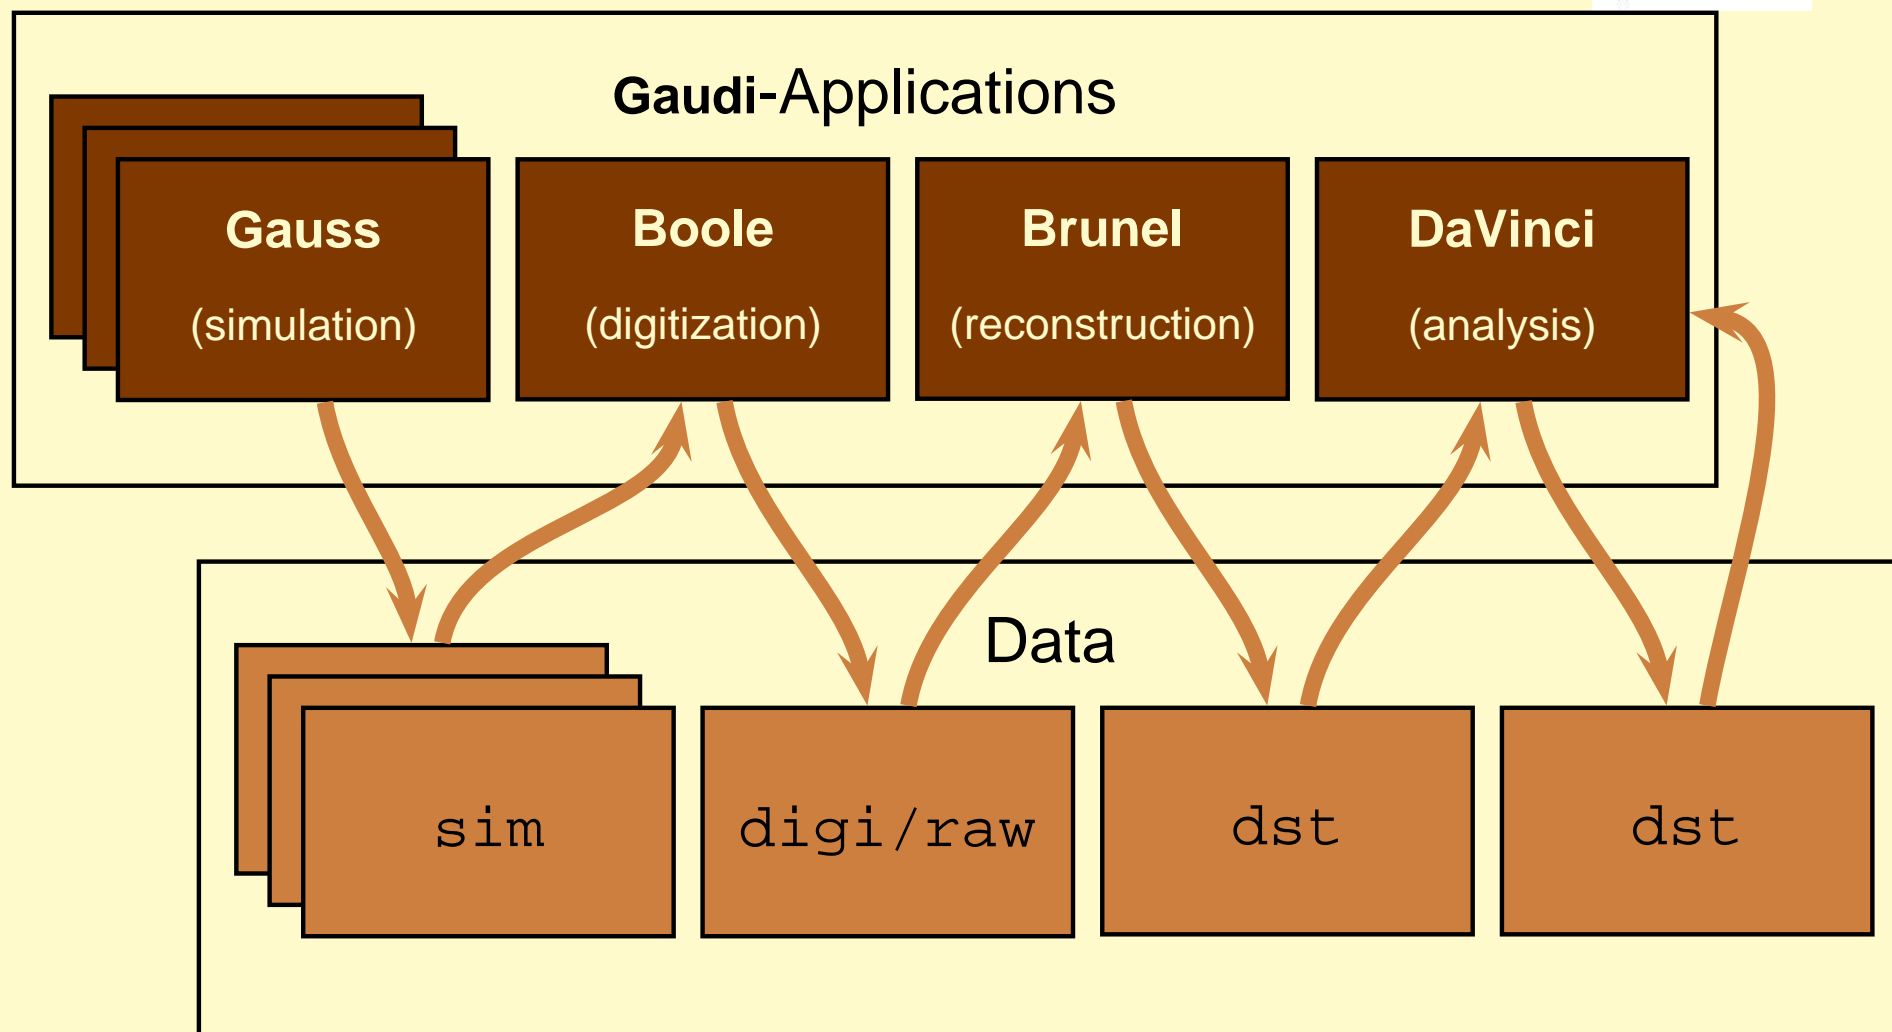 Gaudi-Applications
Gauss
(simulation)
Boole
(digitization)
Brunel
(reconstruction)
DaVinci
(analysis)
Data
sim
digi/raw
dst
dst